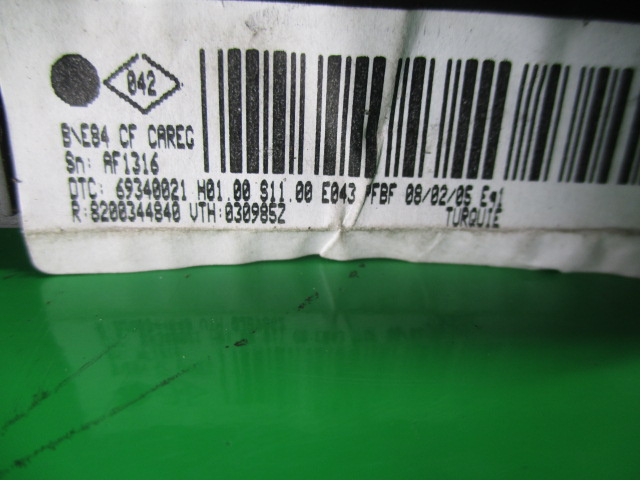 042
B\E84 CF CAREG
Sn: AF1316
DTC: 69340021 H01.00 S11.00 E043 PFBF 08/02/05 Eq1
R:8200344840 VTH:030985Z TURQUIE